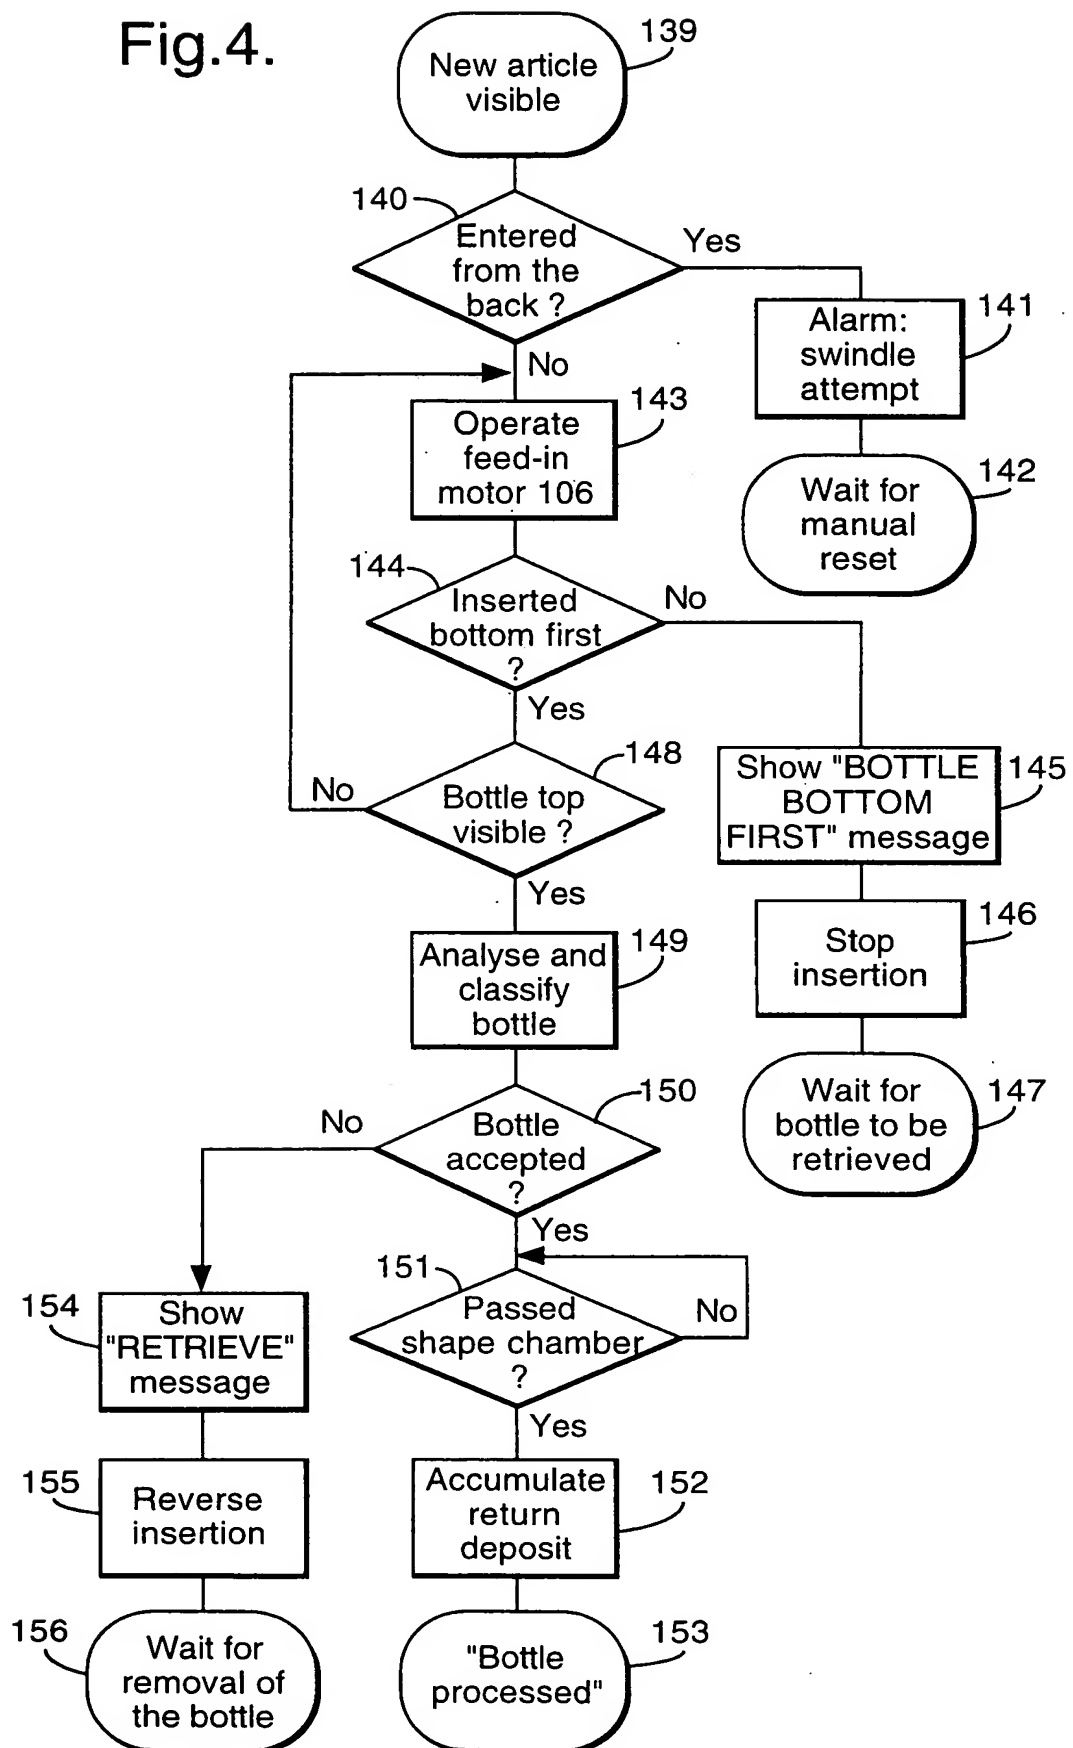 Fig.4.
139
New article
visible
140
Entered
from the
back ?
Yes
No
141
Alarm:
swindle
attempt
142
Wait for
manual
reset
143
Operate
feed-in
motor 106
144
Inserted
bottom first
?
No
Yes
145
Show "BOTTLE
BOTTOM
FIRST" message
146
Stop
insertion
147
Wait for
bottle to be
retrieved
148
Bottle top
visible ?
No
Yes
149
Analyse and
classify
bottle
150
Bottle
accepted
?
No
Yes
151
Passed
shape chamber
?
No
Yes
152
Accumulate
return
deposit
153
"Bottle
processed"
154
Show
"RETRIEVE"
message
155
Reverse
insertion
156
Wait for
removal of
the bottle